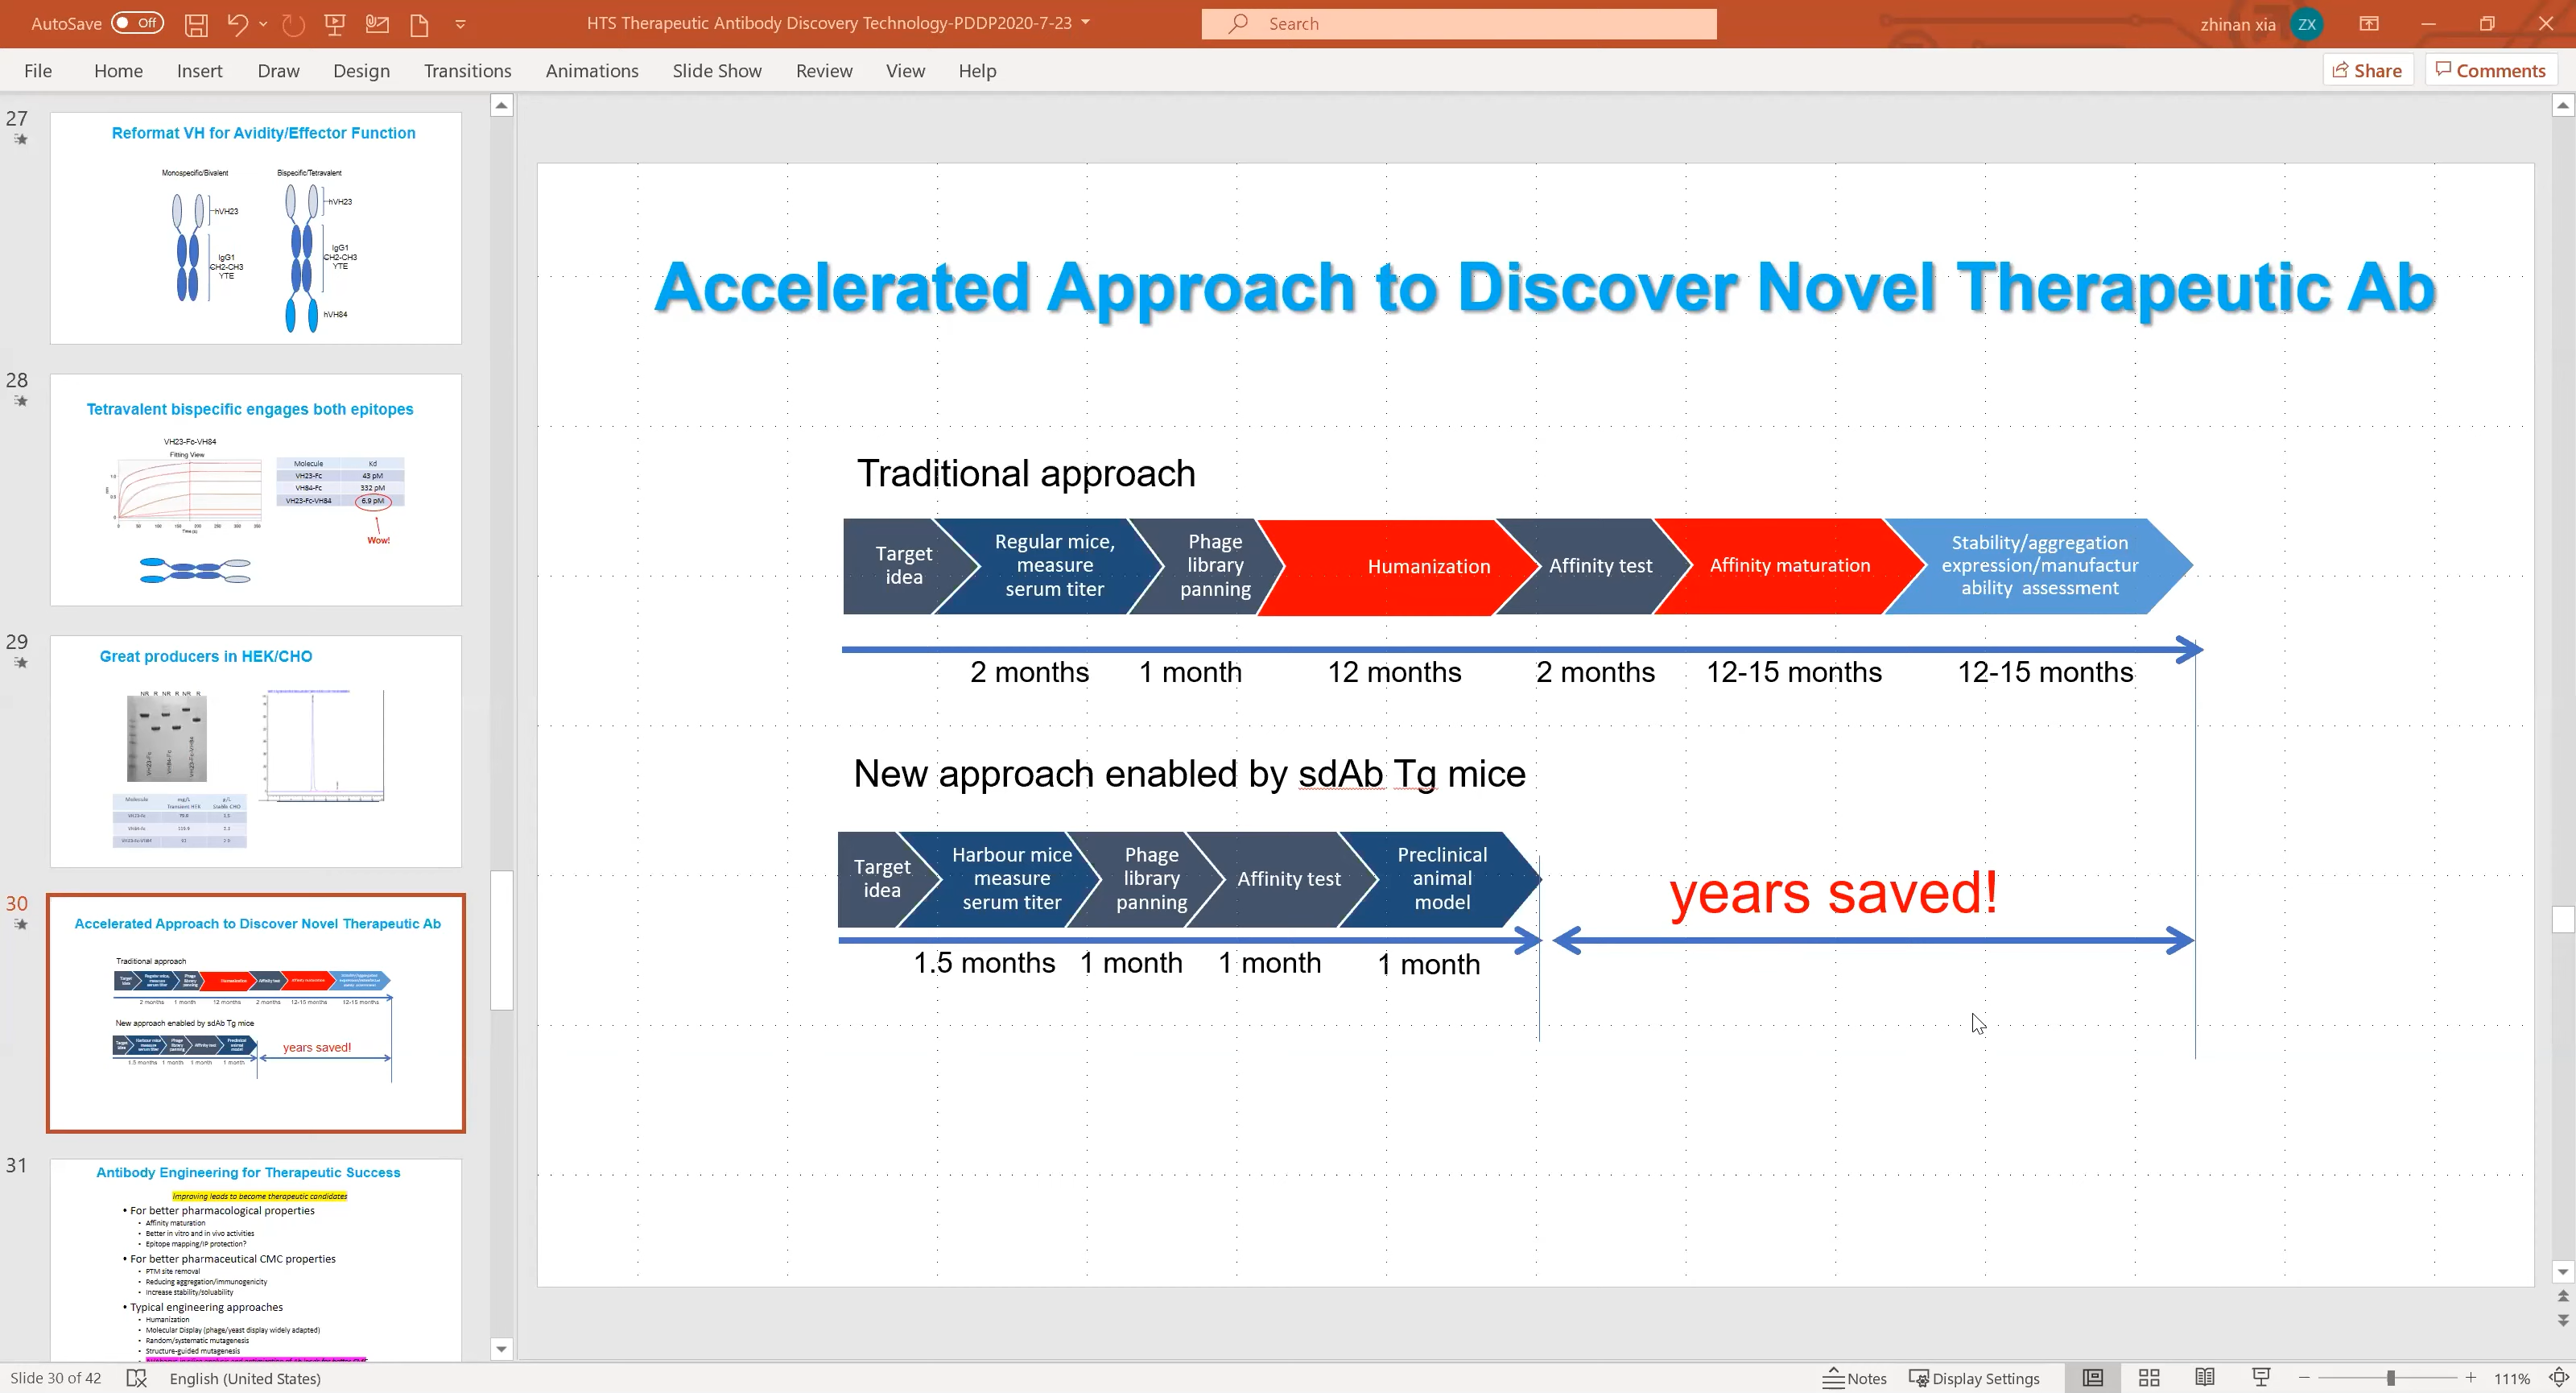 AutoSave Off
HTS Therapeutic Antibody Discovery Technology-PDDP2020-7-23
Search
zhinan xia ZX
File Home Insert Draw Design Transitions Animations Slide Show Review View Help
Share
Comments
27
Reformat VH for Avidity/Effector Function
Monospecific/Bivalent
Bispecific/Tetravalent
hVH23
IgG1
CH2-CH3
YTE
hVH23
IgG1
CH2-CH3
YTE
hVH84
28
Tetravalent bispecific engages both epitopes
VH23-Fc-VH84
Fitting View
Molecule Kd
VH23-Fc 43 pM
VH84-Fc 332 pM
VH23-Fc-VH84 6.9 pM
Wow!
29
Great producers in HEK/CHO
NR R NR R NR R
VH23-Fc
VH84-Fc
VH23-Fc-VH84
Molecule mg/L Transient HEK g/L Stable CHO
30
Accelerated Approach to Discover Novel Therapeutic Ab
Traditional approach
Target idea
Regular mice, measure serum titer
Phage library panning
Humanization
Affinity test
Affinity maturation
2 months 1 month 12 months 2 months 12-15 months 12-15 months
New approach enabled by sdAb Tg mice
Target idea
Harbour mice measure serum titer
Phage library panning
Affinity test
Preclinical animal model
years saved!
1.5 months 1 month 1 month 1 month
31
Antibody Engineering for Therapeutic Success
Improving leads to become therapeutic candidates
• For better pharmacological properties
• Affinity maturation
• Better in vitro and in vivo activities
• Epitope mapping/IP protection?
• For better pharmaceutical CMC properties
• PTM site removal
• Reducing aggregation/immunogenicity
• Increase stability/soluability
• Typical engineering approaches
• Humanization
• Molecular Display (phage/yeast display widely adapted)
• Random/systematic mutagenesis
• Structure-guided mutagenesis
Accelerated Approach to Discover Novel Therapeutic Ab
Traditional approach
Target
idea
Regular mice,
measure
serum titer
Phage
library
panning
Humanization
Affinity test
Affinity maturation
Stability/aggregation
expression/manufactur
ability assessment
2 months 1 month 12 months 2 months 12-15 months 12-15 months
New approach enabled by sdAb Tg mice
Target
idea
Harbour mice
measure
serum titer
Phage
library
panning
Affinity test
Preclinical
animal
model
years saved!
1.5 months 1 month 1 month 1 month
Slide 30 of 42
English (United States)
Notes
Display Settings
111%